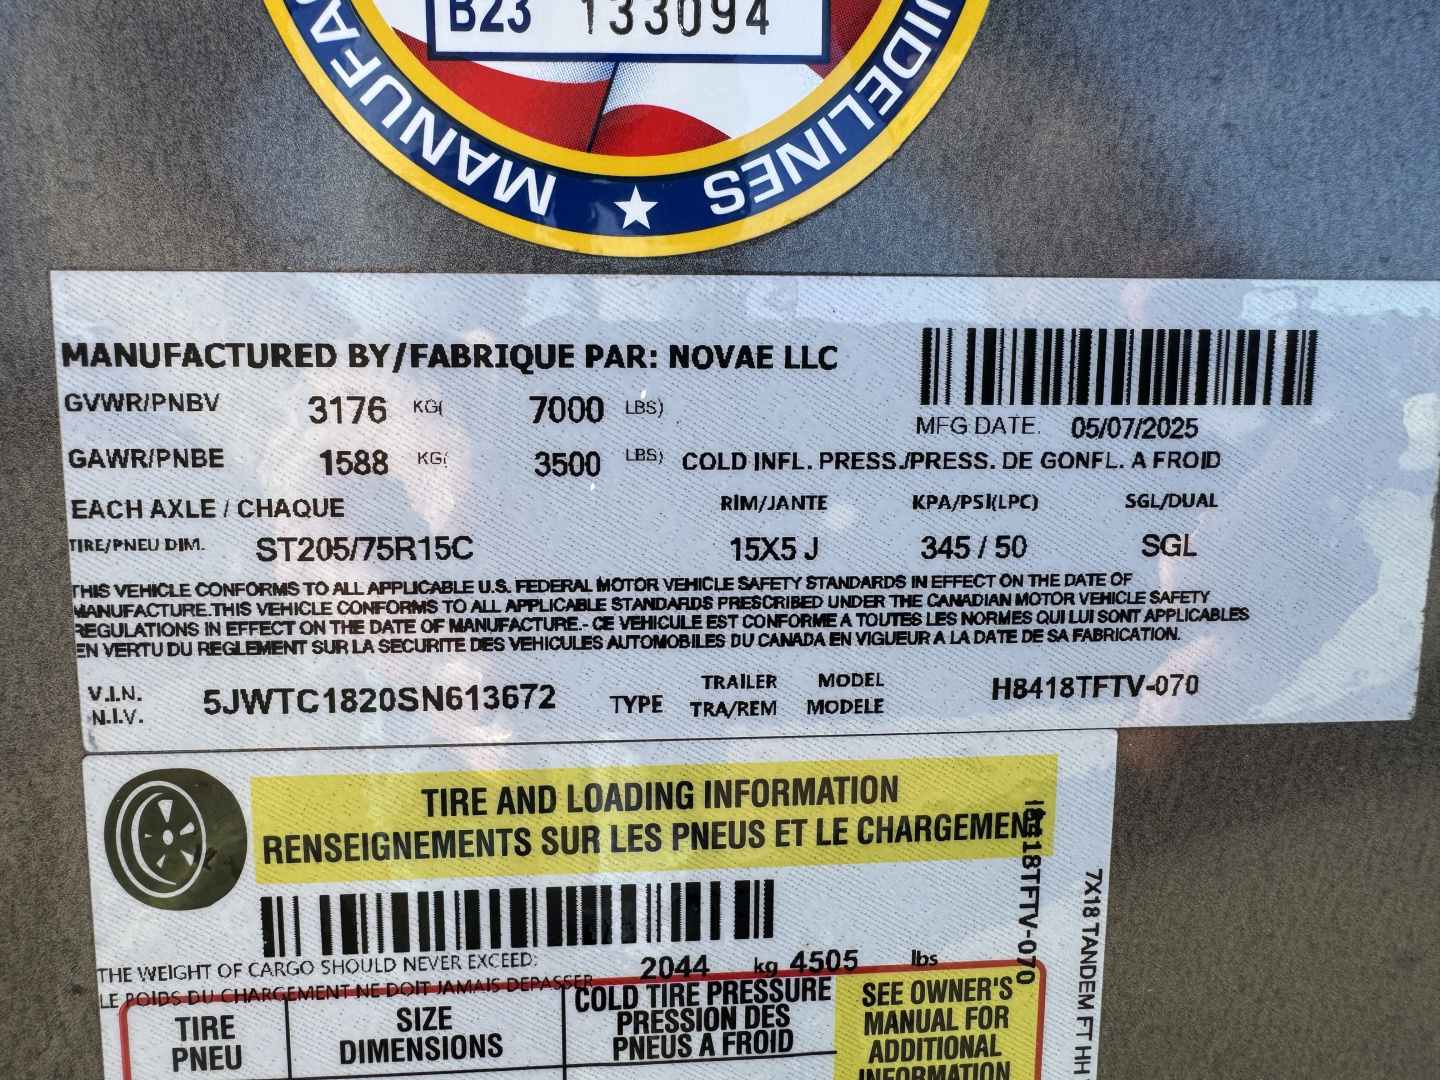 B23 133094
MANUFAC
UIDELINES
MANUFACTURED BY/FABRIQUE PAR: NOVAE LLC
GVWR/PNBV 3176 KG( 7000 LBS)
MFG DATE: 05/07/2025
GAWR/PNBE 1588 KG( 3500 LBS) COLD INFL. PRESS./PRESS. DE GONFL. A FROID
EACH AXLE / CHAQUE RIM/JANTE KPA/PSI(LPC) SGL/DUAL
TIRE/PNEU DIM. ST205/75R15C 15X5 J 345 / 50 SGL
THIS VEHICLE CONFORMS TO ALL APPLICABLE U.S. FEDERAL MOTOR VEHICLE SAFETY STANDARDS IN EFFECT ON THE DATE OF
MANUFACTURE.THIS VEHICLE CONFORMS TO ALL APPLICABLE STANDARDS PRESCRIBED UNDER THE CANADIAN MOTOR VEHICLE SAFETY
REGULATIONS IN EFFECT ON THE DATE OF MANUFACTURE.- CE VEHICULE EST CONFORME A TOUTES LES NORMES QUI LUI SONT APPLICABLES
EN VERTU DU REGLEMENT SUR LA SECURITE DES VEHICULES AUTOMOBILES DU CANADA EN VIGUEUR A LA DATE DE SA FABRICATION.
V.I.N. 5JWTC1820SN613672 TYPE TRAILER MODEL H8418TFTV-070
N.I.V. TRA/REM MODELE
TIRE AND LOADING INFORMATION
RENSEIGNEMENTS SUR LES PNEUS ET LE CHARGEMENT
H8418TFTV-070
7X18 TANDEM FT HH
THE WEIGHT OF CARGO SHOULD NEVER EXCEED: 2044 kg 4505 lbs
LE POIDS DU CHARGEMENT NE DOIT JAMAIS DEPASSER
TIRE
PNEU
SIZE
DIMENSIONS
COLD TIRE PRESSURE
PRESSION DES
PNEUS A FROID
SEE OWNER'S
MANUAL FOR
ADDITIONAL
INFORMATION